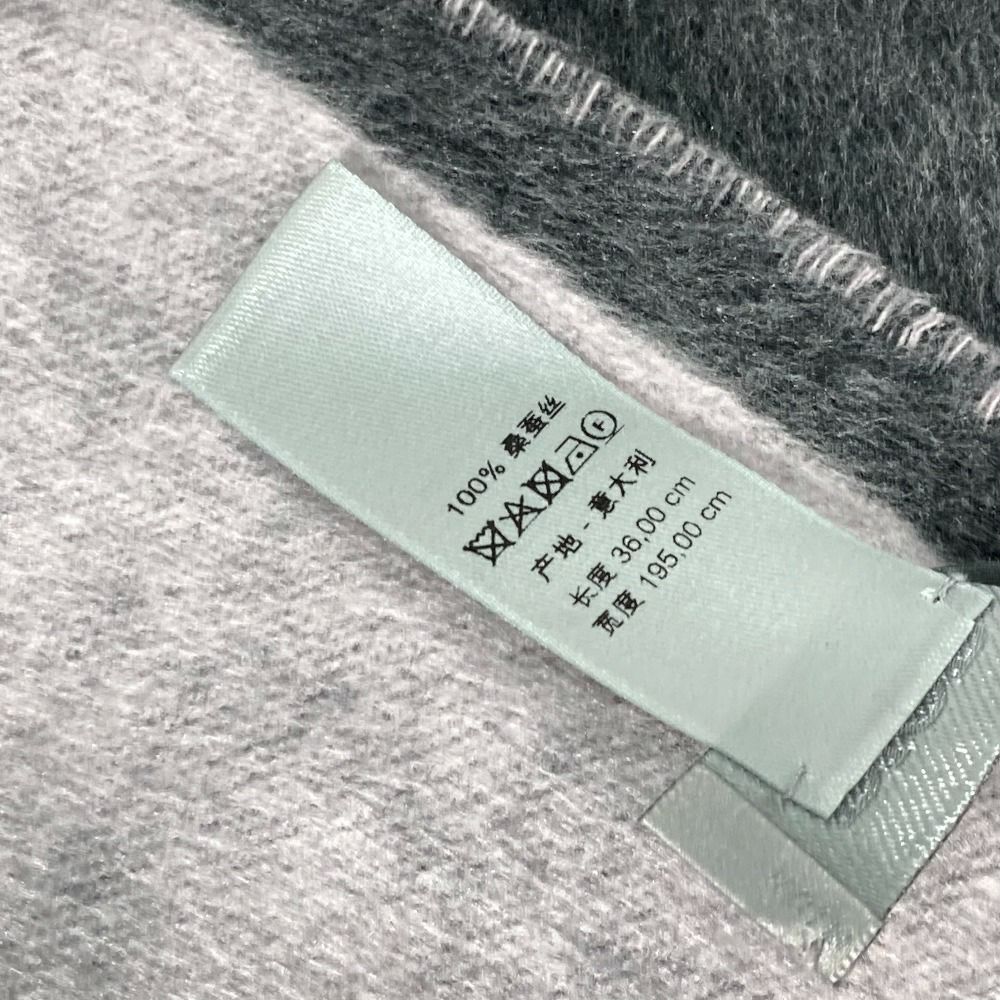 100% 桑蚕丝
产地 - 意大利
长度 36,00 cm
宽度 195,00 cm